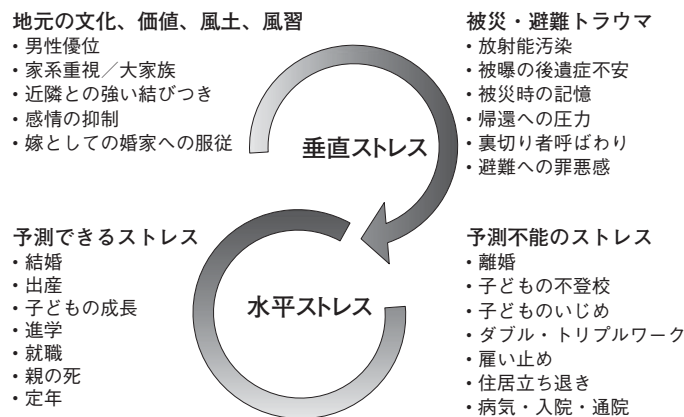 地元の文化、価値、風土、風習
・男性優位
・家系重視／大家族
・近隣との強い結びつき
・感情の抑制
・嫁としての婚家への服従
被災・避難トラウマ
・放射能汚染
・被曝の後遺症不安
・被災時の記憶
・帰還への圧力
・裏切り者呼ばわり
・避難への罪悪感
垂直ストレス
予測できるストレス
・結婚
・出産
・子どもの成長
・進学
・就職
・親の死
・定年
水平ストレス
予測不能のストレス
・離婚
・子どもの不登校
・子どものいじめ
・ダブル・トリプルワーク
・雇い止め
・住居立ち退き
・病気・入院・通院